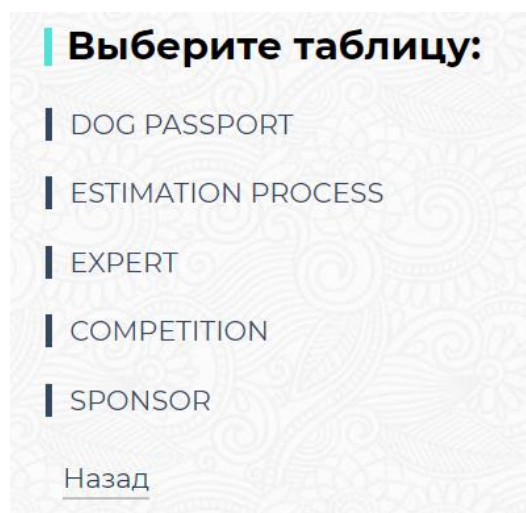 Выберите таблицу:
DOG PASSPORT
ESTIMATION PROCESS
EXPERT
COMPETITION
SPONSOR
Назад